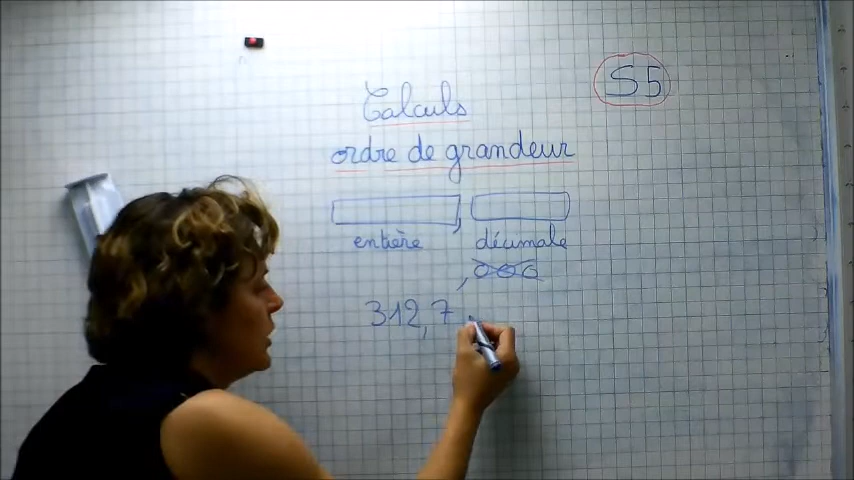 S5
Calculs
ordre de grandeur
,
entière décimale
, 000
312,7